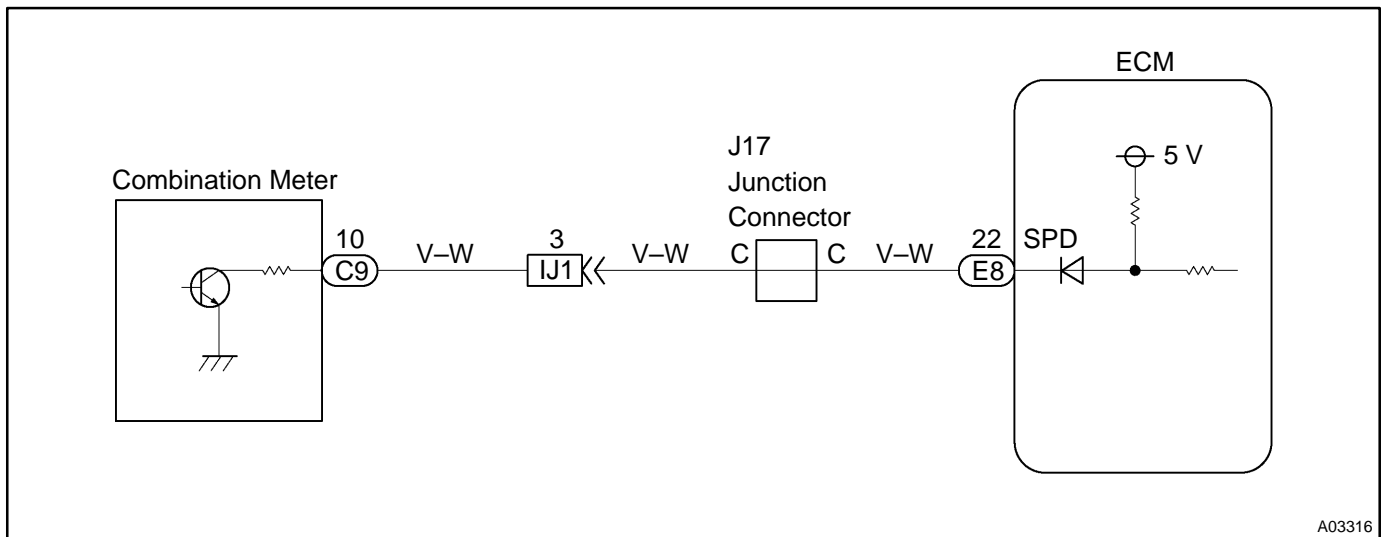 ECM
J17
Junction
Connector
5 V
Combination Meter
10
C9
V–W
3
IJ1
V–W
C
C
V–W
22
E8
SPD
A03316